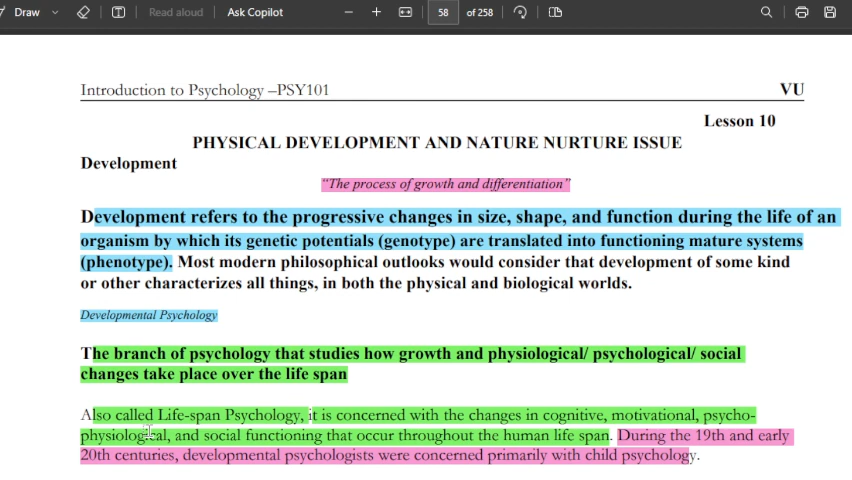 Draw
Read aloud
Ask Copilot
58 of 258
Introduction to Psychology –PSY101 VU
Lesson 10
PHYSICAL DEVELOPMENT AND NATURE NURTURE ISSUE
Development
“The process of growth and differentiation”
Development refers to the progressive changes in size, shape, and function during the life of an
organism by which its genetic potentials (genotype) are translated into functioning mature systems
(phenotype). Most modern philosophical outlooks would consider that development of some kind
or other characterizes all things, in both the physical and biological worlds.
Developmental Psychology
The branch of psychology that studies how growth and physiological/ psychological/ social
changes take place over the life span
Also called Life-span Psychology, it is concerned with the changes in cognitive, motivational, psycho-
physiological, and social functioning that occur throughout the human life span. During the 19th and early
20th centuries, developmental psychologists were concerned primarily with child psychology.